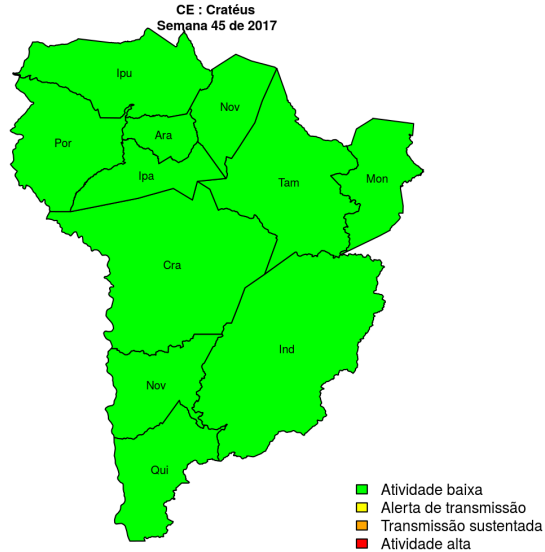 CE : Cratéus
Semana 45 de 2017
Ipu
Nov
Por
Ara
Ipa
Tam
Mon
Cra
Ind
Nov
Qui
Atividade baixa
Alerta de transmissão
Transmissão sustentada
Atividade alta